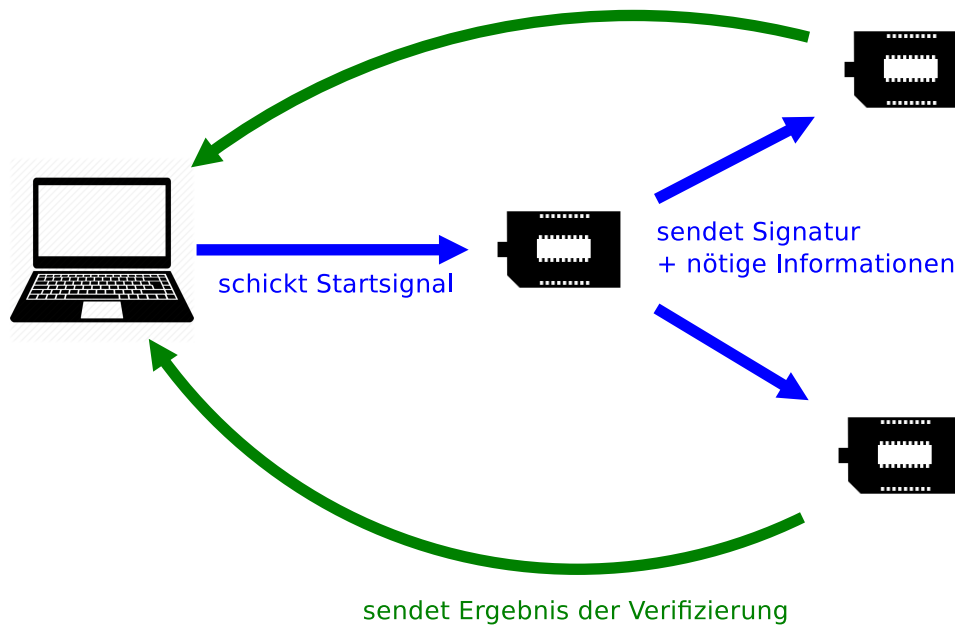 sendet Signatur
+ nötige Informationen
schickt Startsignal
sendet Ergebnis der Verifizierung